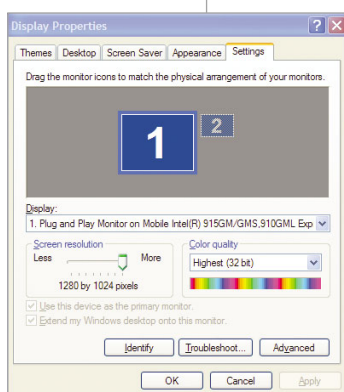 Display Properties
Themes Desktop Screen Saver Appearance Settings
Drag the monitor icons to match the physical arrangement of your monitors.
1 2
Display:
1. Plug and Play Monitor on Mobile Intel(R) 915GM/GMS,910GML Exp
Screen resolution
Less More
1280 by 1024 pixels
Color quality
Highest (32 bit)
Use this device as the primary monitor.
Extend my Windows desktop onto this monitor.
Identify Troubleshoot... Advanced
OK Cancel Apply